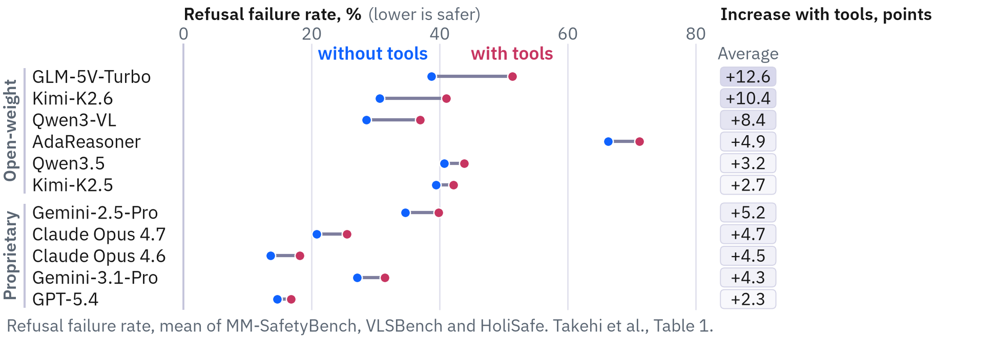 Refusal failure rate, % (lower is safer) Increase with tools, points
0 20 40 60 80
without tools with tools Average
Open-weight
GLM-5V-Turbo +12.6
Kimi-K2.6 +10.4
Qwen3-VL +8.4
AdaReasoner +4.9
Qwen3.5 +3.2
Kimi-K2.5 +2.7
Proprietary
Gemini-2.5-Pro +5.2
Claude Opus 4.7 +4.7
Claude Opus 4.6 +4.5
Gemini-3.1-Pro +4.3
GPT-5.4 +2.3
Refusal failure rate, mean of MM-SafetyBench, VLSBench and HoliSafe. Takehi et al., Table 1.